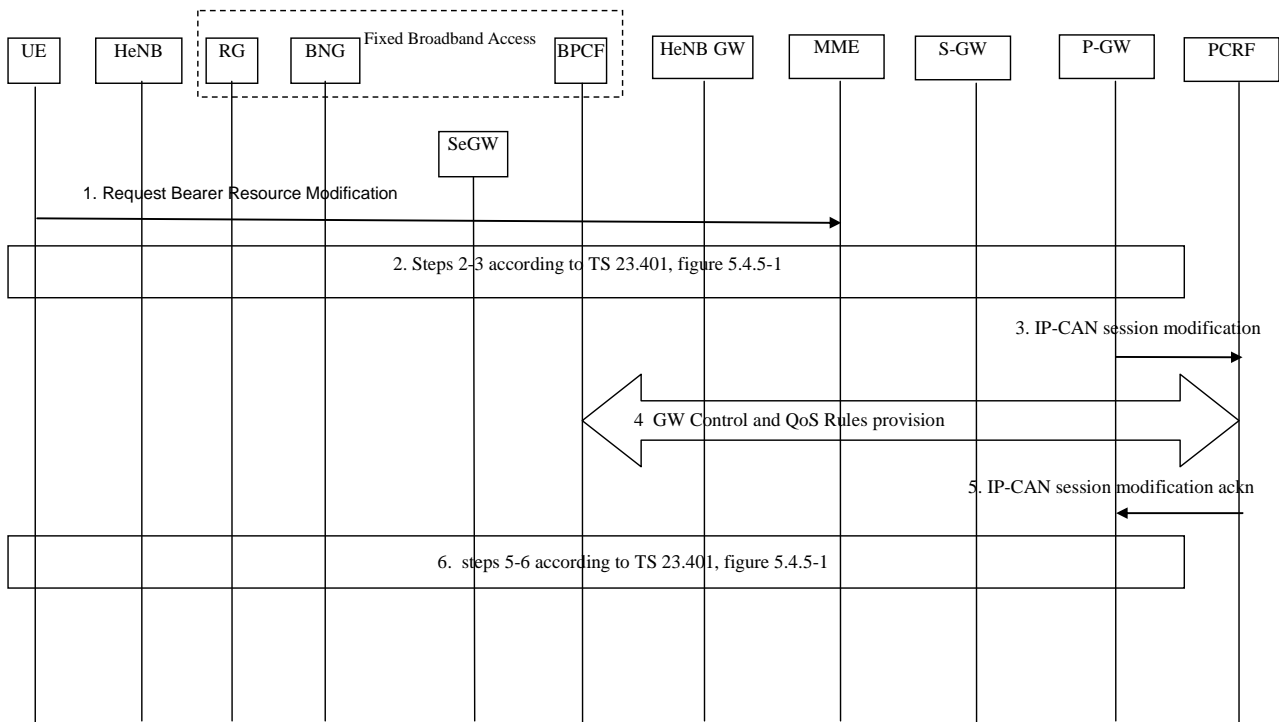 Fixed Broadband Access
UE
HeNB
RG
BNG
BPCF
HeNB GW
MME
S-GW
P-GW
PCRF
SeGW
1. Request Bearer Resource Modification
2. Steps 2-3 according to TS 23.401, figure 5.4.5-1
3. IP-CAN session modification
4 GW Control and QoS Rules provision
5. IP-CAN session modification ackn
6. steps 5-6 according to TS 23.401, figure 5.4.5-1